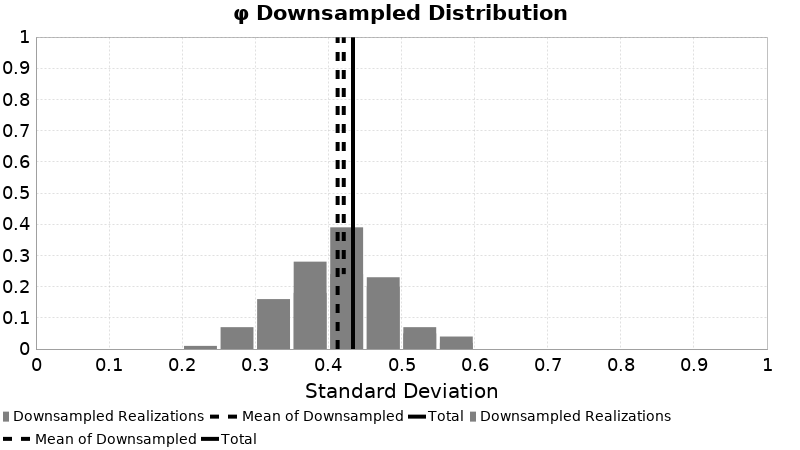 φ Downsampled Distribution
1
0.9
0.8
0.7
0.6
0.5
0.4
0.3
0.2
0.1
0
0 0.1 0.2 0.3 0.4 0.5 0.6 0.7 0.8 0.9 1
Standard Deviation
Downsampled Realizations Mean of Downsampled Total Downsampled Realizations
Mean of Downsampled Total